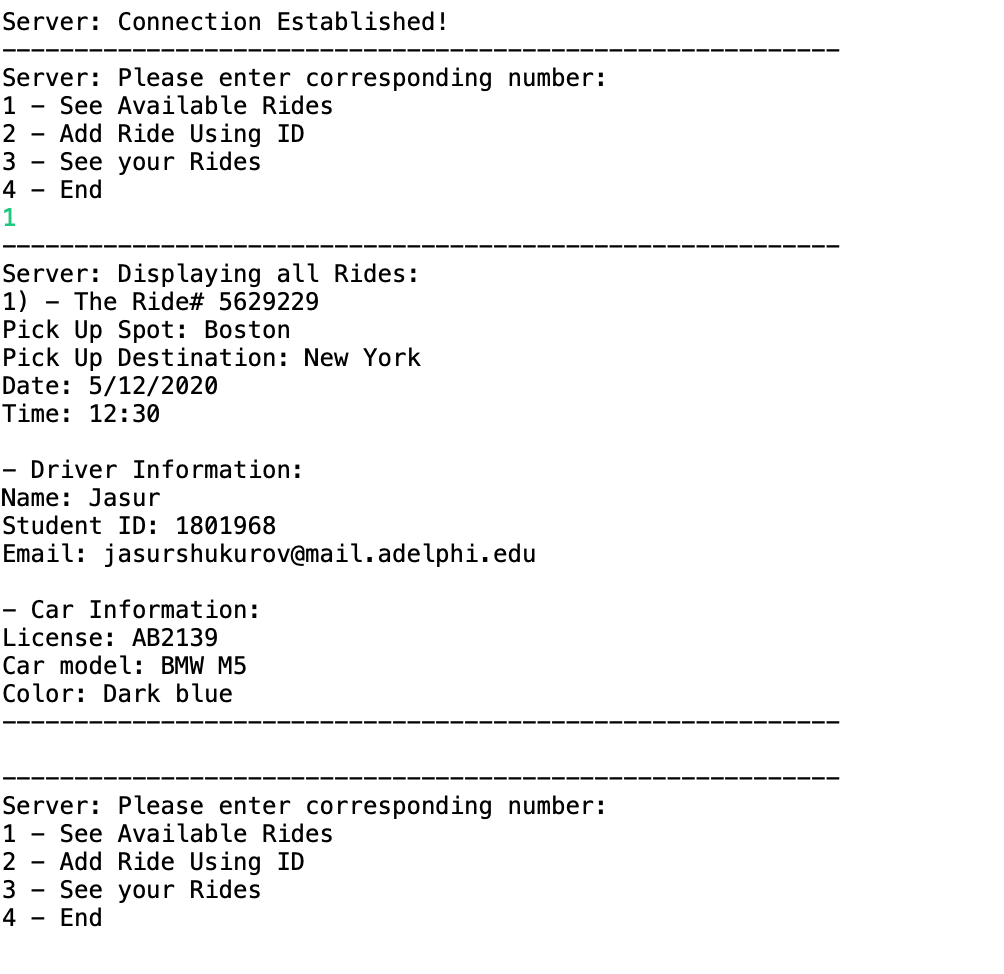 Server: Connection Established!
----------------------------------------------------------
Server: Please enter corresponding number:
1 - See Available Rides
2 - Add Ride Using ID
3 - See your Rides
4 - End
1
----------------------------------------------------------
Server: Displaying all Rides:
1) - The Ride# 5629229
Pick Up Spot: Boston
Pick Up Destination: New York
Date: 5/12/2020
Time: 12:30
- Driver Information:
Name: Jasur
Student ID: 1801968
Email: jasurshukurov@mail.adelphi.edu
- Car Information:
License: AB2139
Car model: BMW M5
Color: Dark blue
----------------------------------------------------------
----------------------------------------------------------
Server: Please enter corresponding number:
1 - See Available Rides
2 - Add Ride Using ID
3 - See your Rides
4 - End